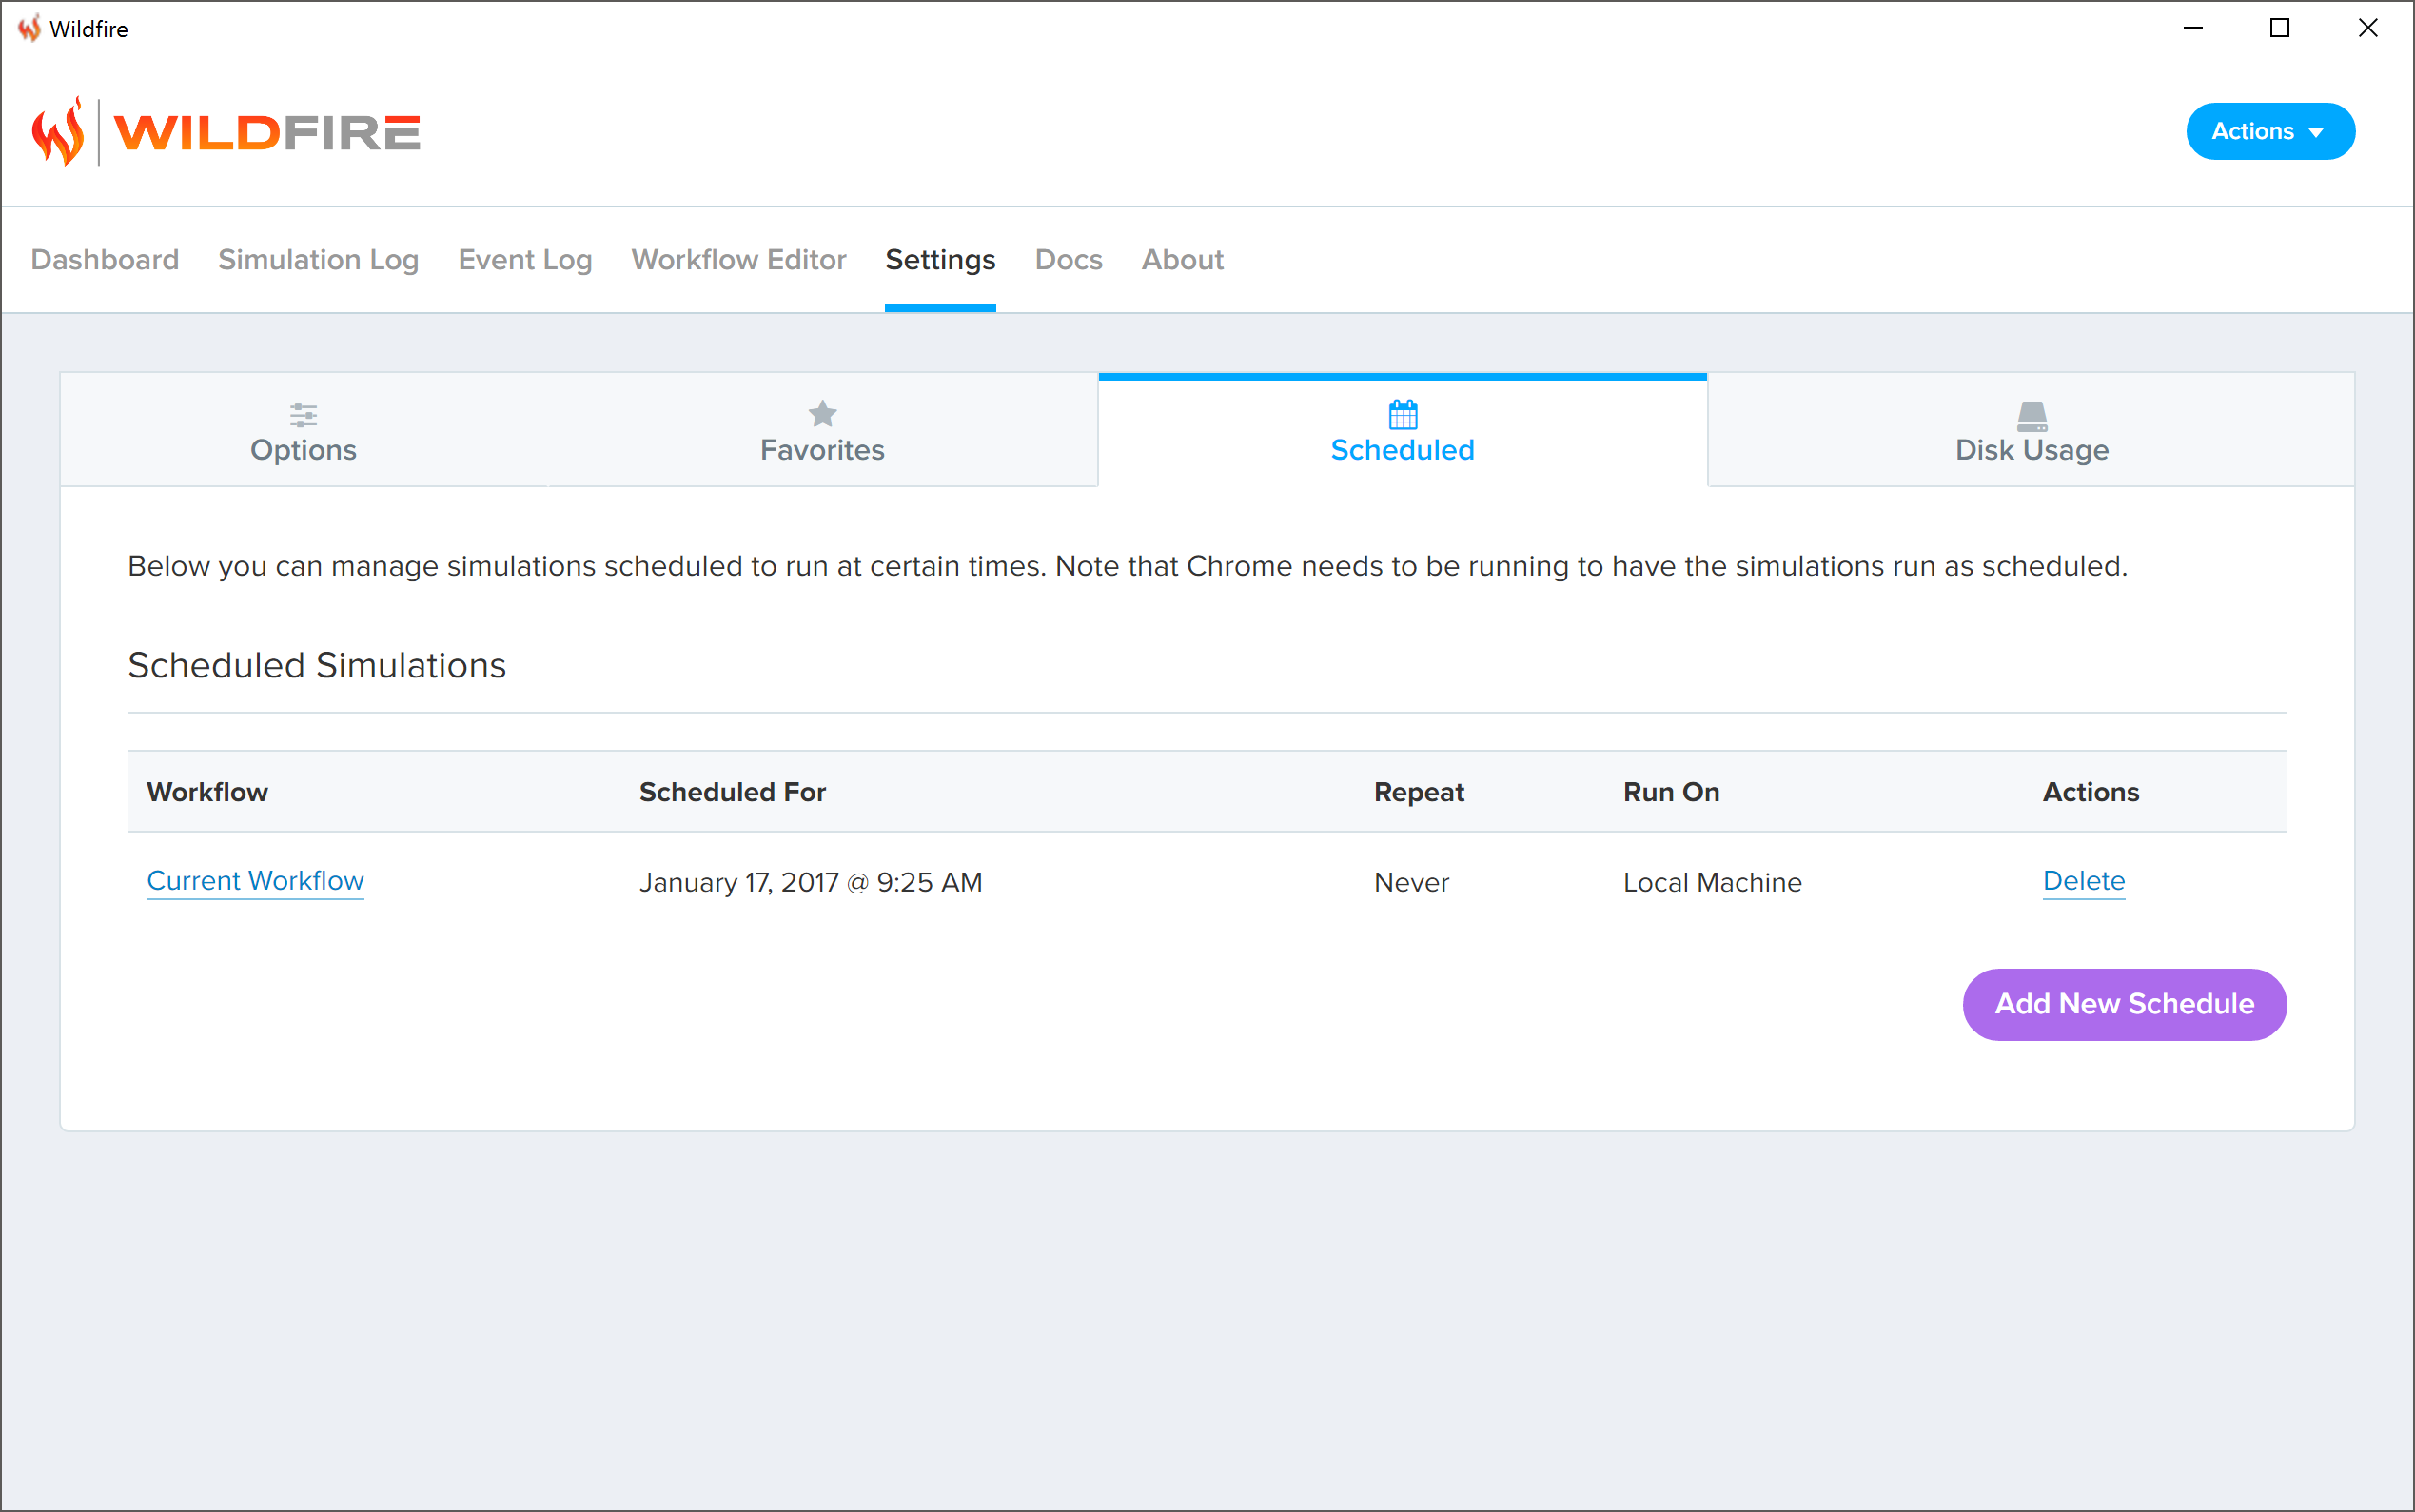 Wildfire
WILDFIRE
Actions
Dashboard Simulation Log Event Log Workflow Editor Settings Docs About
Options Favorites Scheduled Disk Usage
Below you can manage simulations scheduled to run at certain times. Note that Chrome needs to be running to have the simulations run as scheduled.
Scheduled Simulations
Workflow Scheduled For Repeat Run On Actions
Current Workflow January 17, 2017 @ 9:25 AM Never Local Machine Delete
Add New Schedule